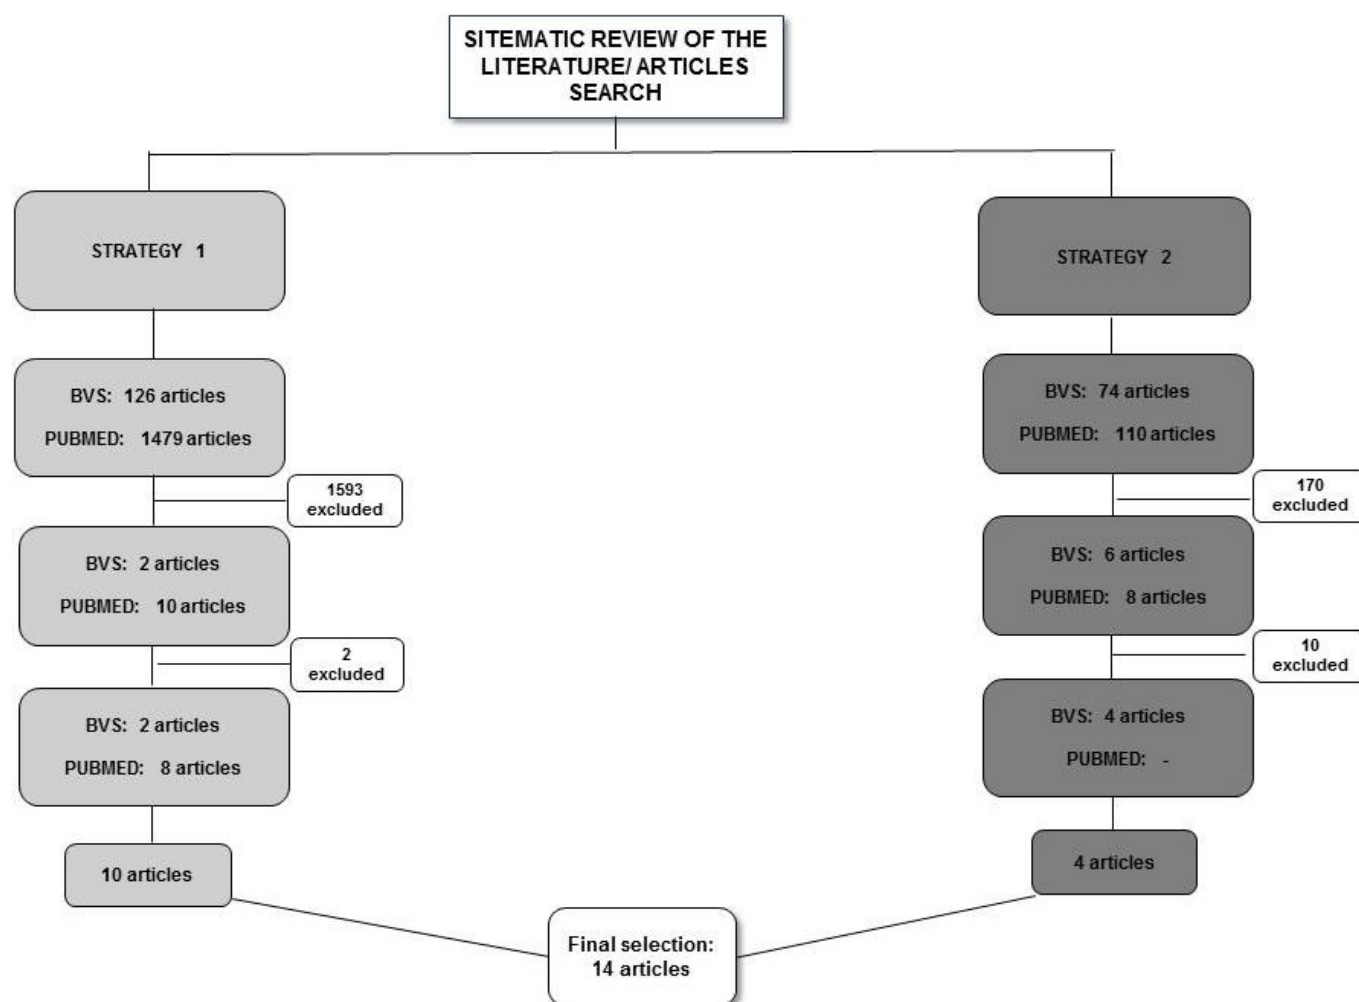 SITEMATIC REVIEW OF THE
LITERATURE/ ARTICLES
SEARCH
STRATEGY 1
BVS: 126 articles
PUBMED: 1479 articles
1593
excluded
BVS: 2 articles
PUBMED: 10 articles
2
excluded
BVS: 2 articles
PUBMED: 8 articles
10 articles
STRATEGY 2
BVS: 74 articles
PUBMED: 110 articles
170
excluded
BVS: 6 articles
PUBMED: 8 articles
10
excluded
BVS: 4 articles
PUBMED: -
4 articles
Final selection:
14 articles